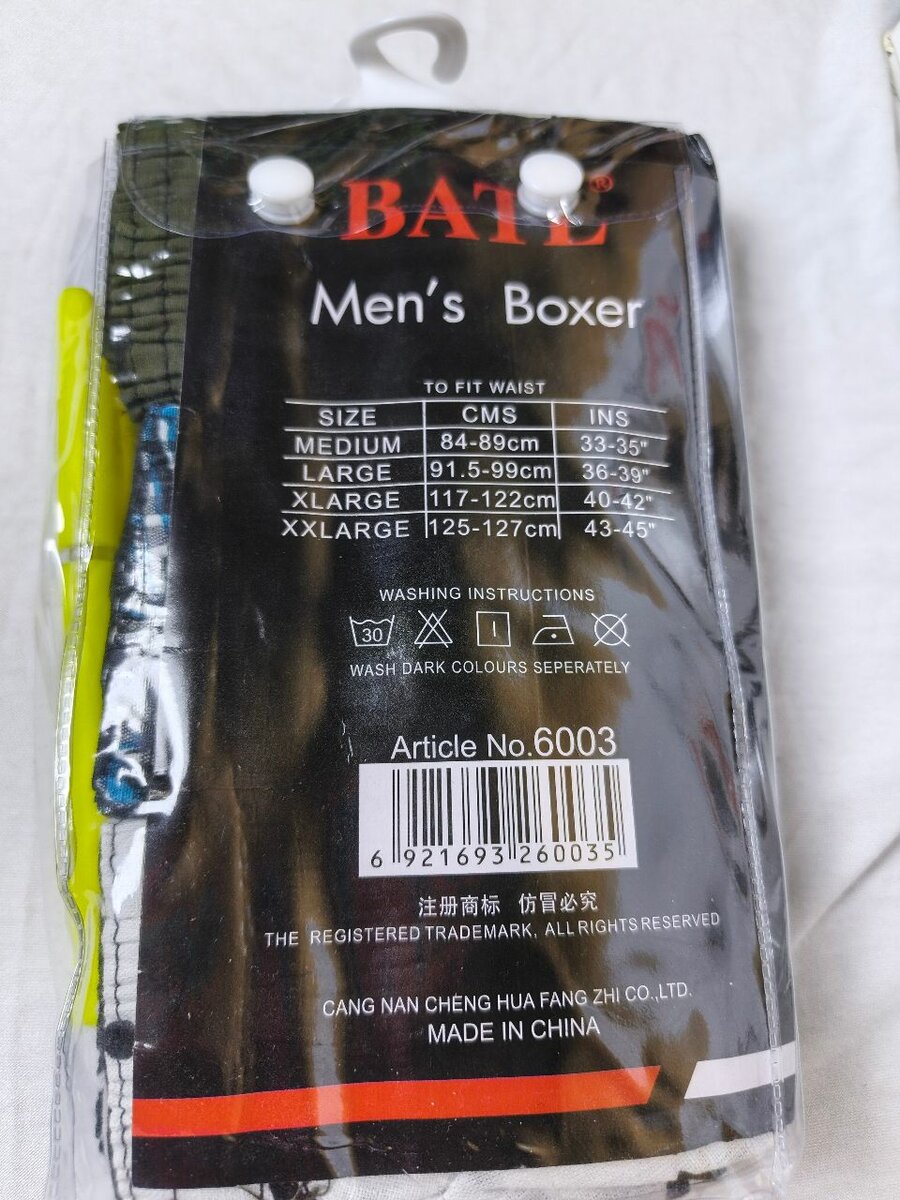 BATL®
Men's Boxer
TO FIT WAIST
SIZE CMS INS
MEDIUM 84-89cm 33-35"
LARGE 91.5-99cm 36-39"
XLARGE 117-122cm 40-42"
XXLARGE 125-127cm 43-45"
WASHING INSTRUCTIONS
30
WASH DARK COLOURS SEPERATELY
Article No.6003
6 921693 260035
注册商标 仿冒必究
THE REGISTERED TRADEMARK, ALL RIGHTS RESERVED
CANG NAN CHENG HUA FANG ZHI CO.,LTD.
MADE IN CHINA